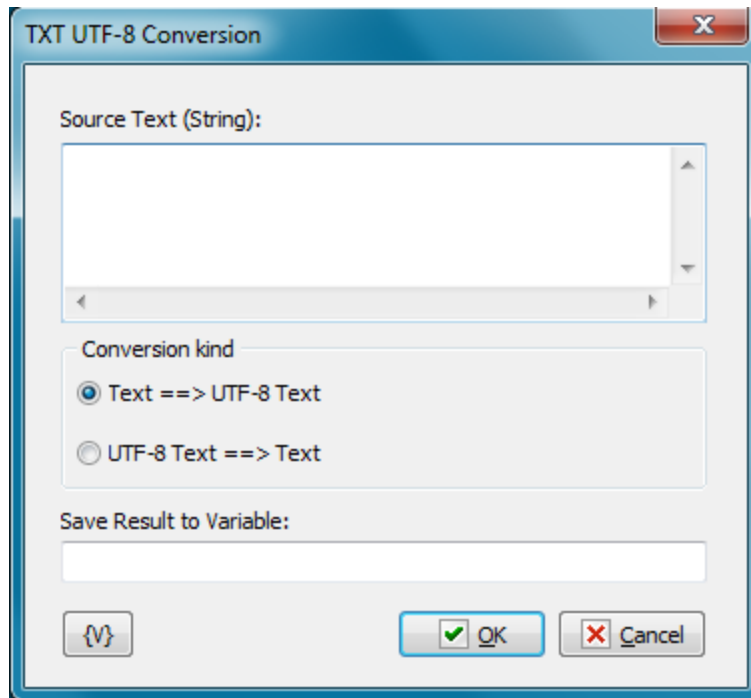 TXT UTF-8 Conversion
Source Text (String):
Conversion kind
Text ==> UTF-8 Text
UTF-8 Text ==> Text
Save Result to Variable:
{V} OK Cancel